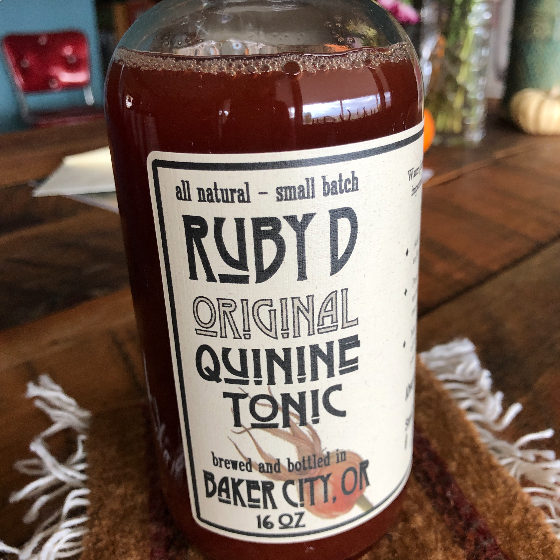 all natural – small batch
RUBY D
ORIGINAL
QUININE
TONIC
brewed and bottled in
BAKER CITY, OR
16 OZ